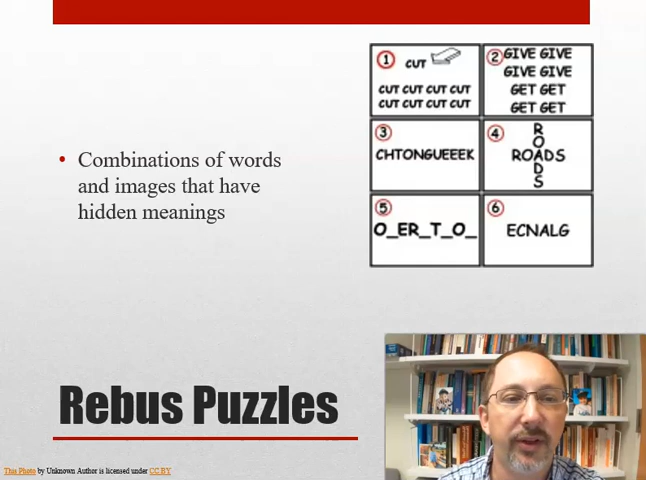 1 CUT
CUT CUT CUT CUT
CUT CUT CUT CUT
2 GIVE GIVE
GIVE GIVE
GET GET
GET GET
3
CHTONGUEEEK
4
R
O
ROADS
D
S
5
O_ER_T_O_
6
ECNALG
• Combinations of words
and images that have
hidden meanings
Rebus Puzzles
This Photo by Unknown Author is licensed under CC BY